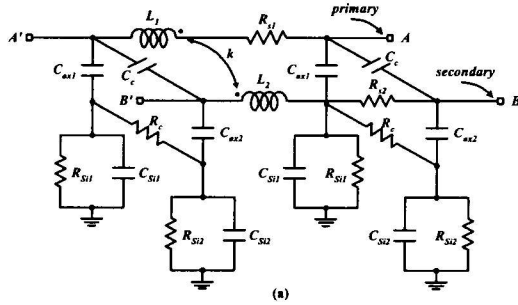 L1
Rs1
primary
A'
A
Cox1
Cc
k
Cox1
Cc
secondary
B'
L2
Rs2
B
Rc
Cox2
Rc
Cox2
RSi1
CSi1
CSi1
RSi1
RSi2
CSi2
CSi2
RSi2
(a)